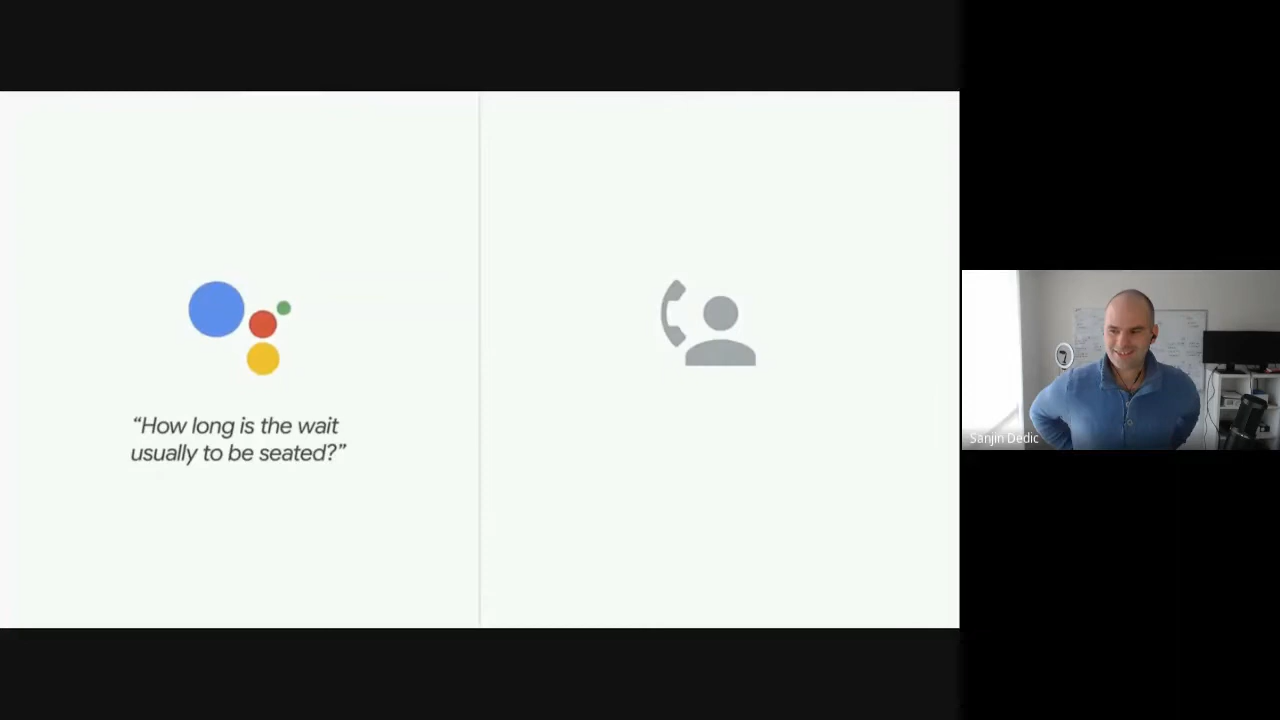 “How long is the wait
usually to be seated?”
Sanjin Dedic